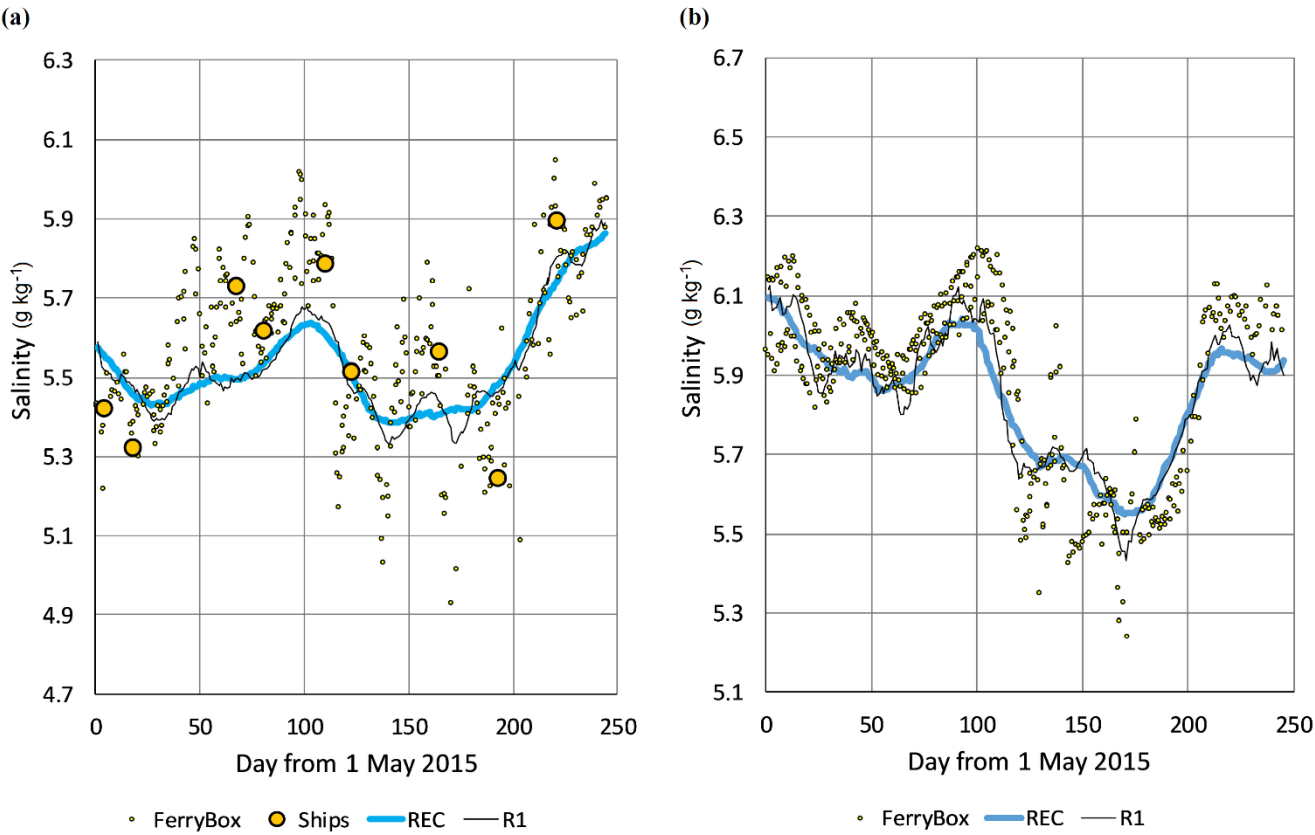 (a)
6.3
6.1
5.9
5.7
5.5
5.3
5.1
4.9
4.7
Salinity (g kg-1)
0 50 100 150 200 250
Day from 1 May 2015
FerryBox Ships REC R1
(b)
6.7
6.5
6.3
6.1
5.9
5.7
5.5
5.3
5.1
Salinity (g kg-1)
0 50 100 150 200 250
Day from 1 May 2015
FerryBox REC R1